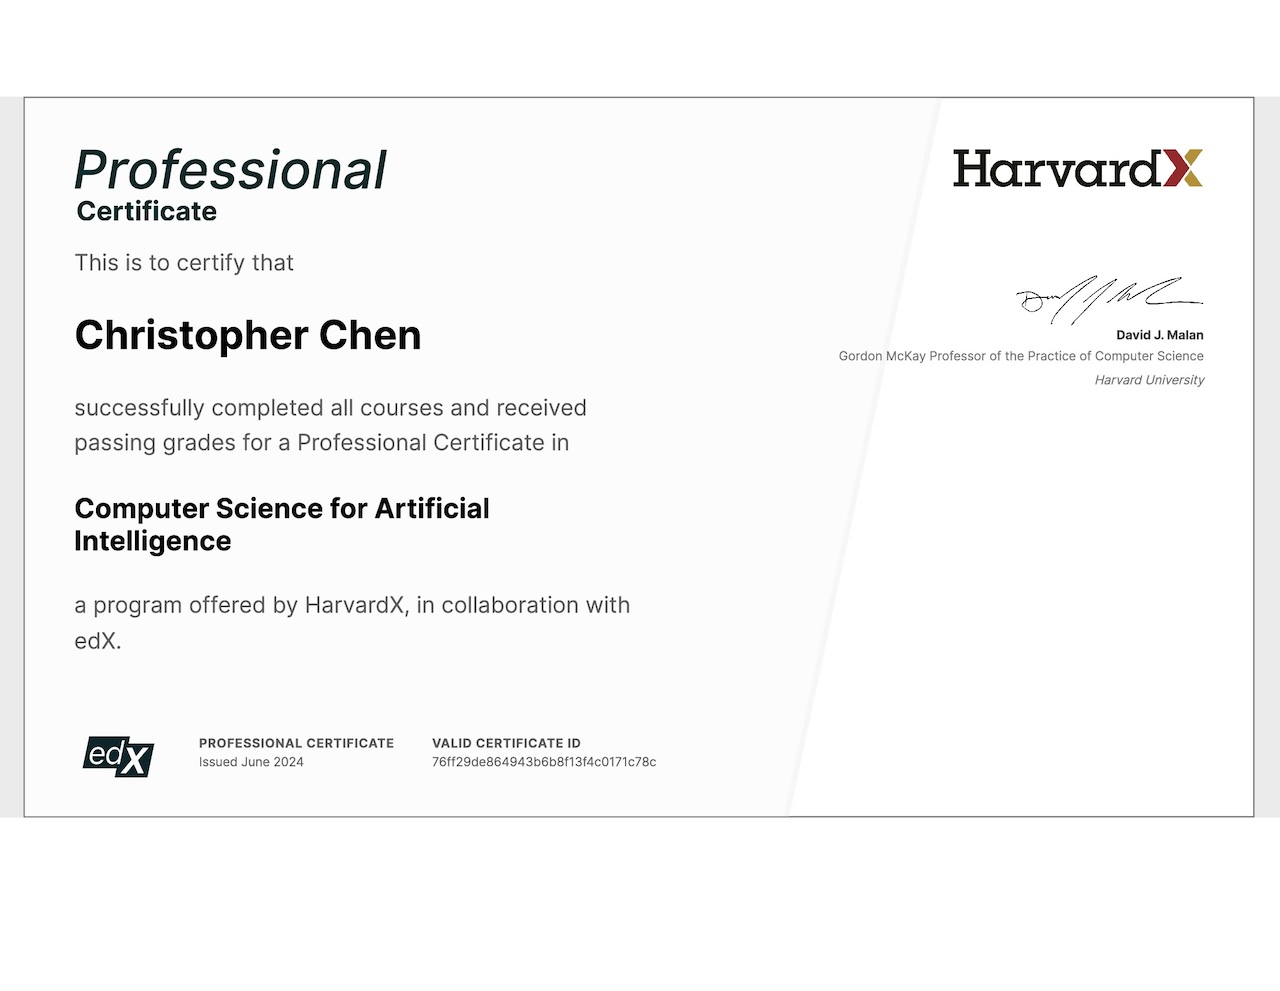 Professional
Certificate
This is to certify that
Christopher Chen
successfully completed all courses and received
passing grades for a Professional Certificate in
Computer Science for Artificial
Intelligence
a program offered by HarvardX, in collaboration with
edX.
edX
PROFESSIONAL CERTIFICATE
Issued June 2024
VALID CERTIFICATE ID
76ff29de864943b6b8f13f4c0171c78c
HarvardX
David J. Malan
Gordon McKay Professor of the Practice of Computer Science
Harvard University